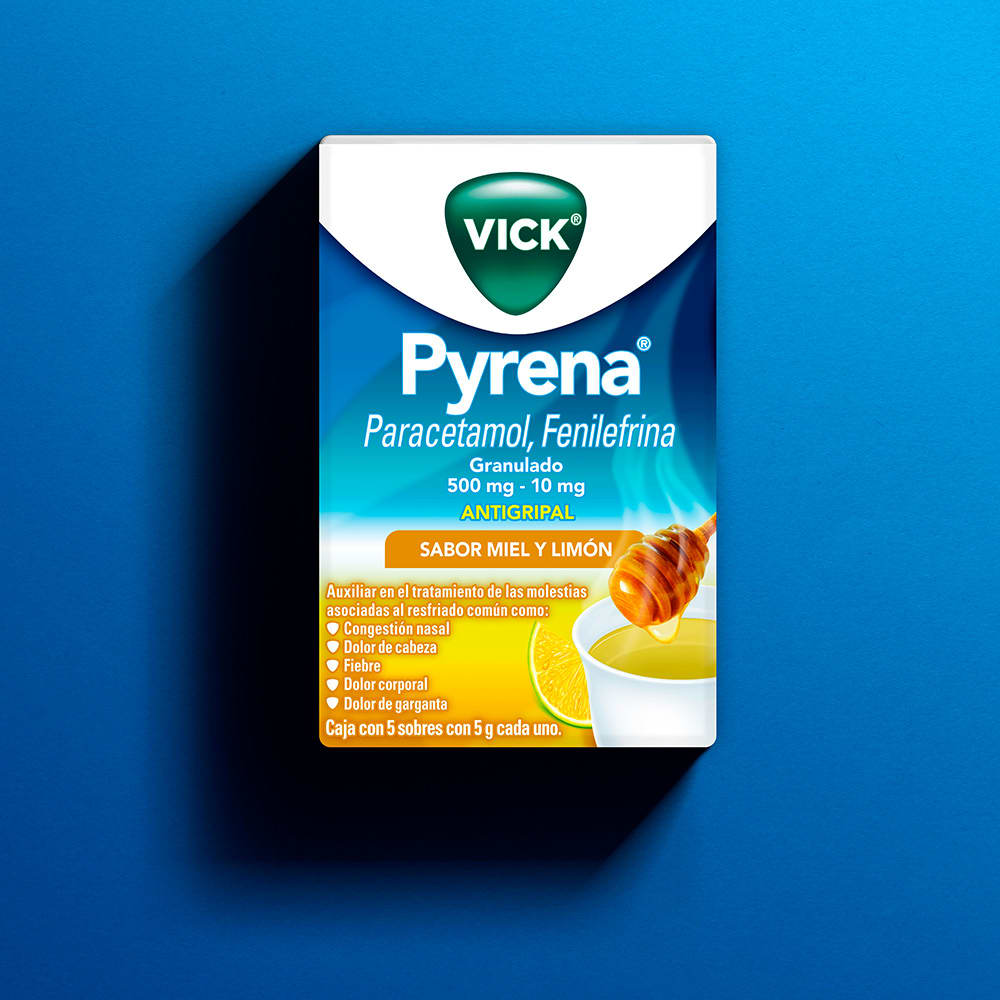 VICK®
Pyrena®
Paracetamol, Fenilefrina
Granulado
500 mg - 10 mg
ANTIGRIPAL
SABOR MIEL Y LIMÓN
Auxiliar en el tratamiento de las molestias
asociadas al resfriado común como:
Congestión nasal
Dolor de cabeza
Fiebre
Dolor corporal
Dolor de garganta
Caja con 5 sobres con 5 g cada uno.